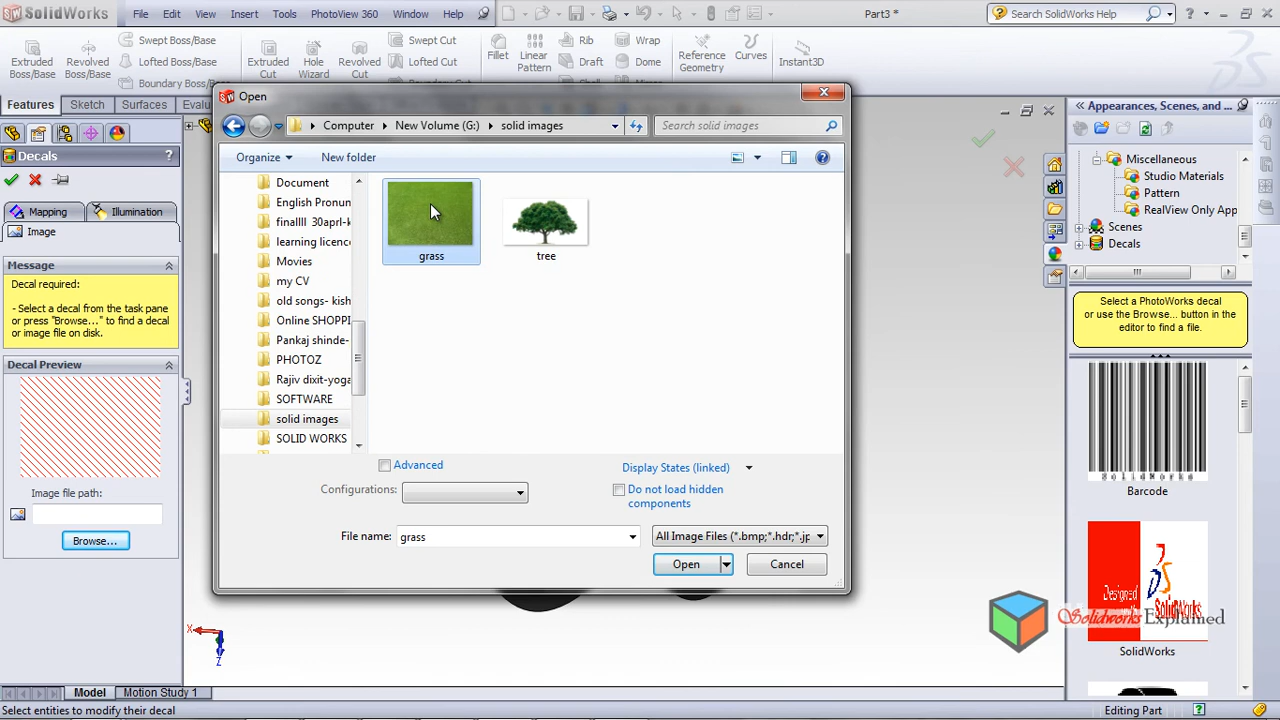 SolidWorks
File
Edit
View
Insert
Tools
PhotoView 360
Window
Help
Part3 *
Search SolidWorks Help
Extruded
Boss/Base
Revolved
Boss/Base
Swept Boss/Base
Lofted Boss/Base
Boundary Boss/Base
Extruded
Cut
Hole
Wizard
Revolved
Cut
Swept Cut
Lofted Cut
Fillet
Linear
Pattern
Rib
Draft
Wrap
Dome
Reference
Geometry
Curves
Instant3D
Features
Sketch
Surfaces
Evalu
Decals
?
Mapping
Illumination
Image
Message
Decal required:
- Select a decal from the task pane
or press "Browse..." to find a decal
or image file on disk.
Decal Preview
Image file path:
Browse...
Open
Computer
New Volume (G:)
solid images
Search solid images
Organize
New folder
Document
English Pronun
finallll 30aprl-k
learning licence
Movies
my CV
old songs- kish
Online SHOPPI
Pankaj shinde-
PHOTOZ
Rajiv dixit-yoga
SOFTWARE
solid images
SOLID WORKS
grass
tree
Advanced
Configurations:
Display States (linked)
Do not load hidden
components
File name:
grass
All Image Files (*.bmp;*.hdr;*.jp
Open
Cancel
Appearances, Scenes, and ...
Miscellaneous
Studio Materials
Pattern
RealView Only App
Scenes
Decals
Select a PhotoWorks decal
or use the Browse... button in the
editor to find a file.
SolidWorks
Barcode
Designed
with
SolidWorks
SolidWorks
Solidworks Explained
X
Z
Model
Motion Study 1
Select entities to modify their decal
Editing Part